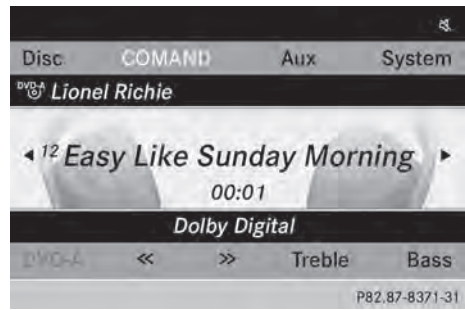 Disc COMAND Aux System
DVD-A Lionel Richie
◄ 12 Easy Like Sunday Morning ►
00:01
Dolby Digital
DVD-A << >> Treble Bass
P82.87-8371-31